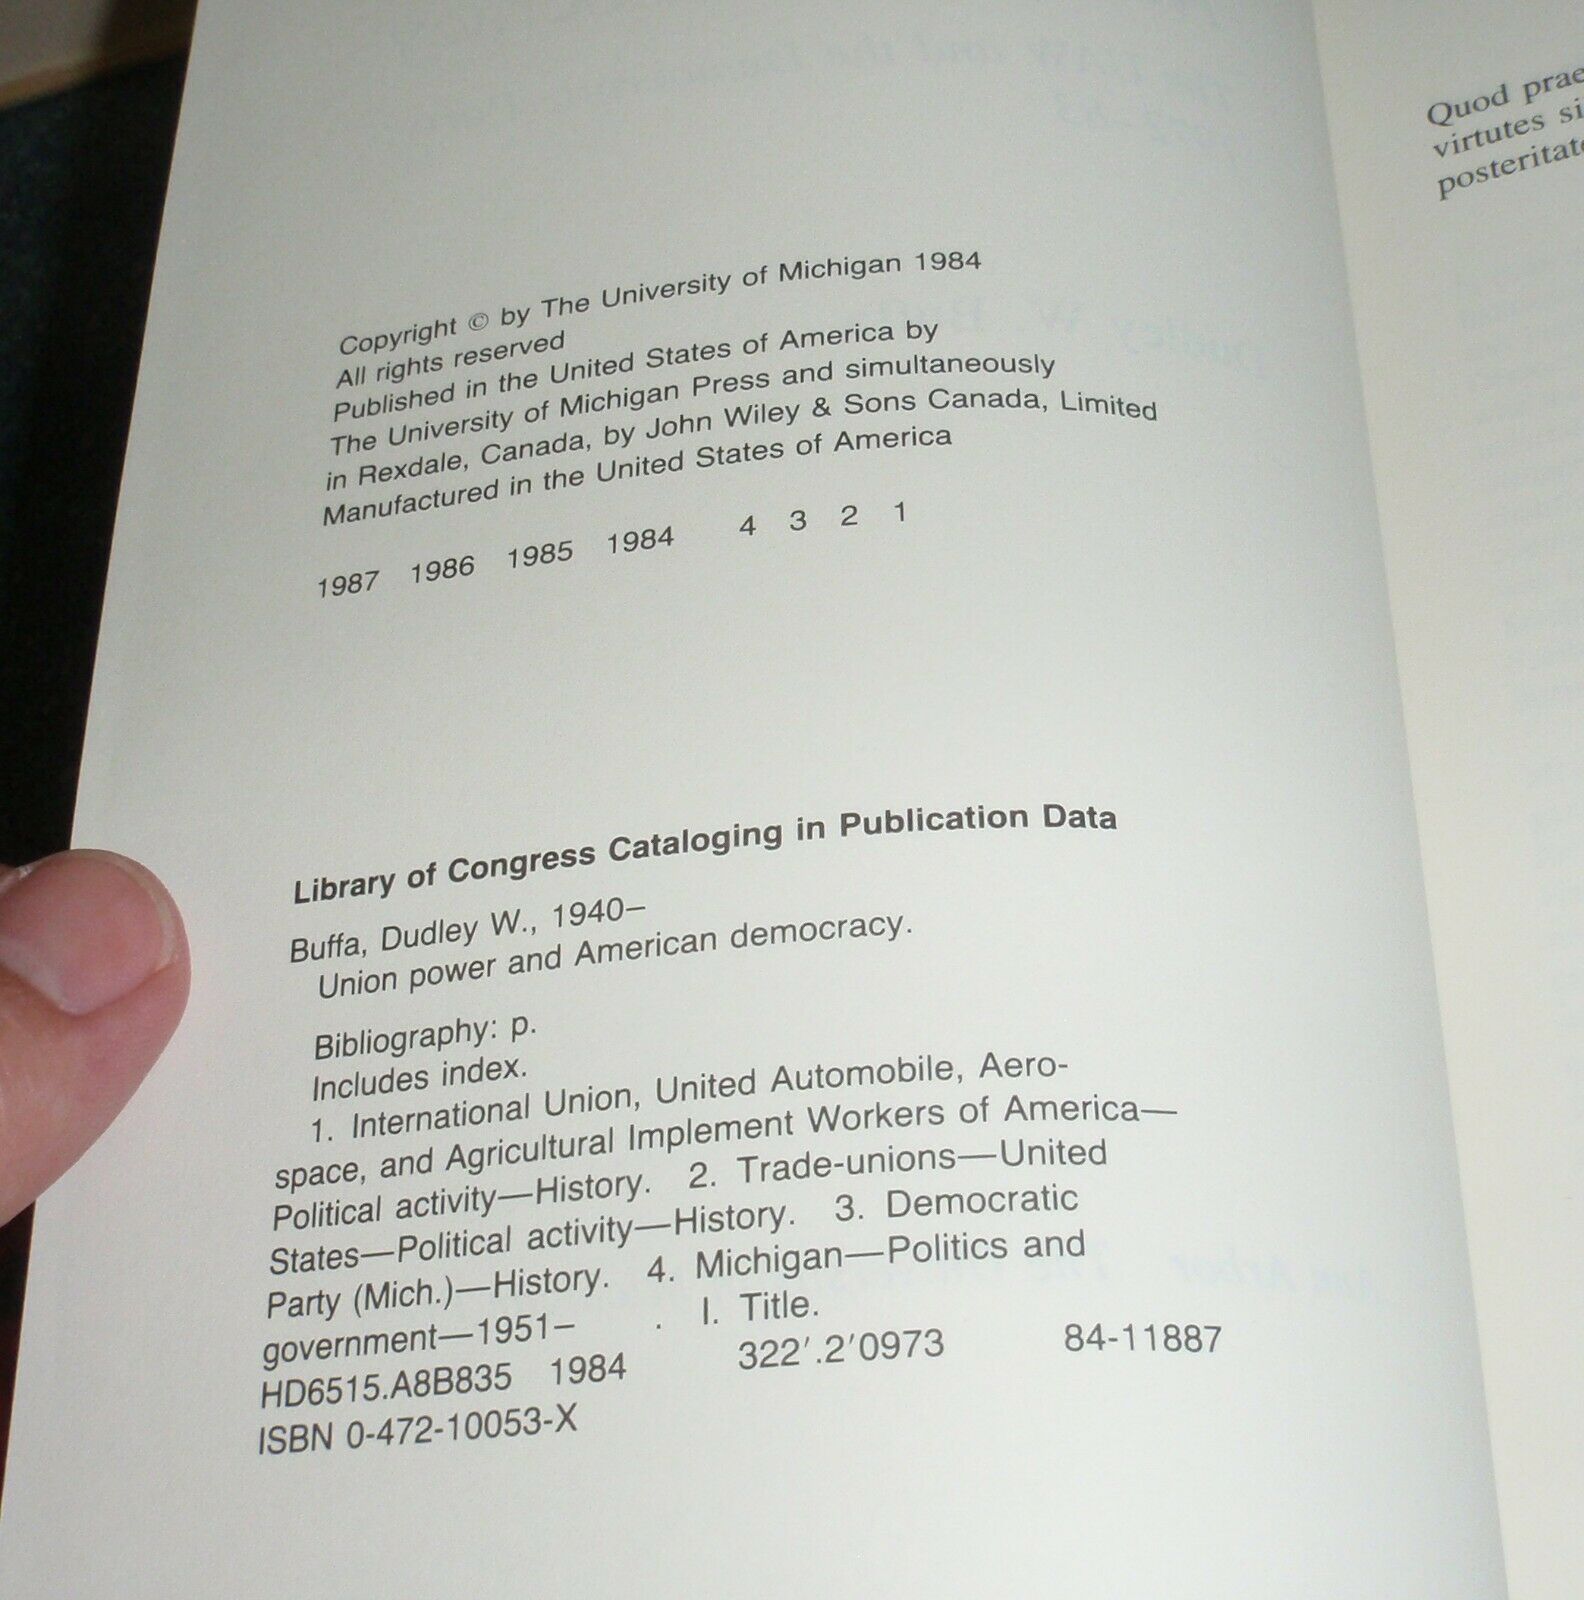 Copyright © by The University of Michigan 1984
All rights reserved
Published in the United States of America by
The University of Michigan Press and simultaneously
in Rexdale, Canada, by John Wiley & Sons Canada, Limited
Manufactured in the United States of America
1987 1986 1985 1984 4 3 2 1
Library of Congress Cataloging in Publication Data
Buffa, Dudley W., 1940–
Union power and American democracy.
Bibliography: p.
Includes index.
1. International Union, United Automobile, Aero-
space, and Agricultural Implement Workers of America—
Political activity—History. 2. Trade-unions—United
States—Political activity—History. 3. Democratic
Party (Mich.)—History. 4. Michigan—Politics and
government—1951– . I. Title.
HD6515.A8B835 1984 322′.2′0973 84-11887
ISBN 0-472-10053-X
Quod prae
virtutes si
posteritate